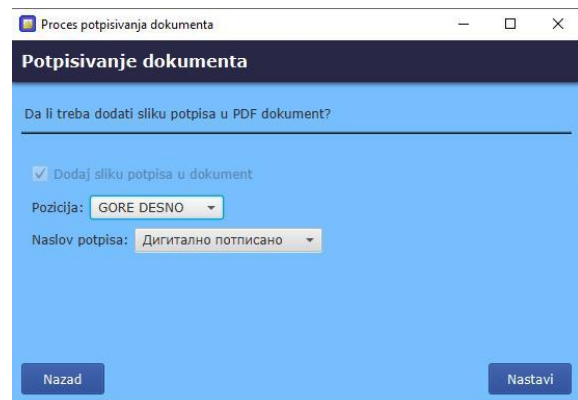 Proces potpisivanja dokumenta
Potpisivanje dokumenta
Da li treba dodati sliku potpisa u PDF dokument?
Dodaj sliku potpisa u dokument
Pozicija: GORE DESNO
Naslov potpisa: Дигитално потписано
Nazad Nastavi